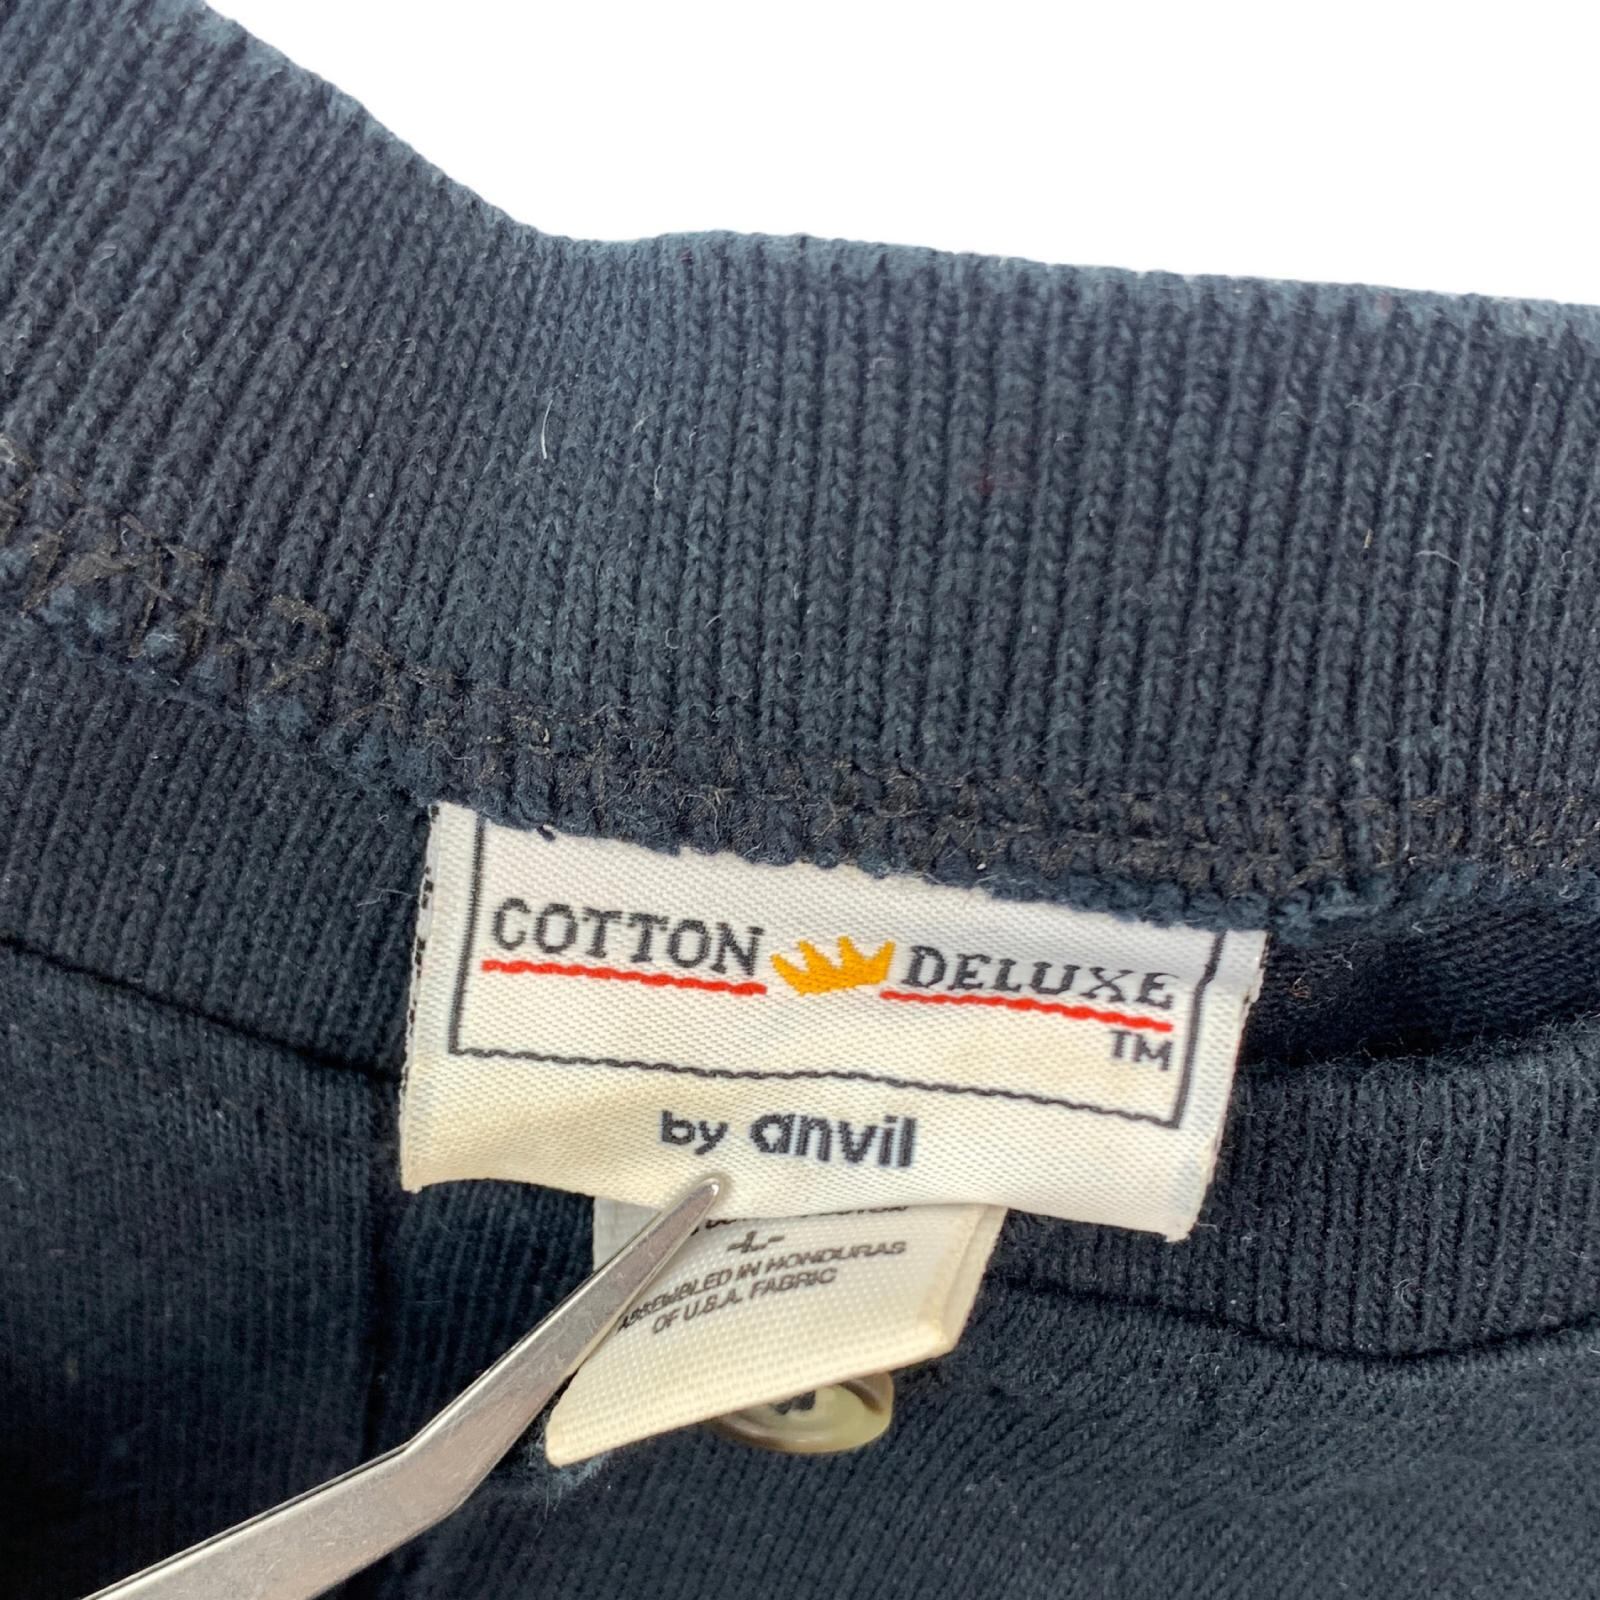 COTTON DELUXE
TM
by anvil
-L-
ASSEMBLED IN HONDURAS
OF U.S.A. FABRIC